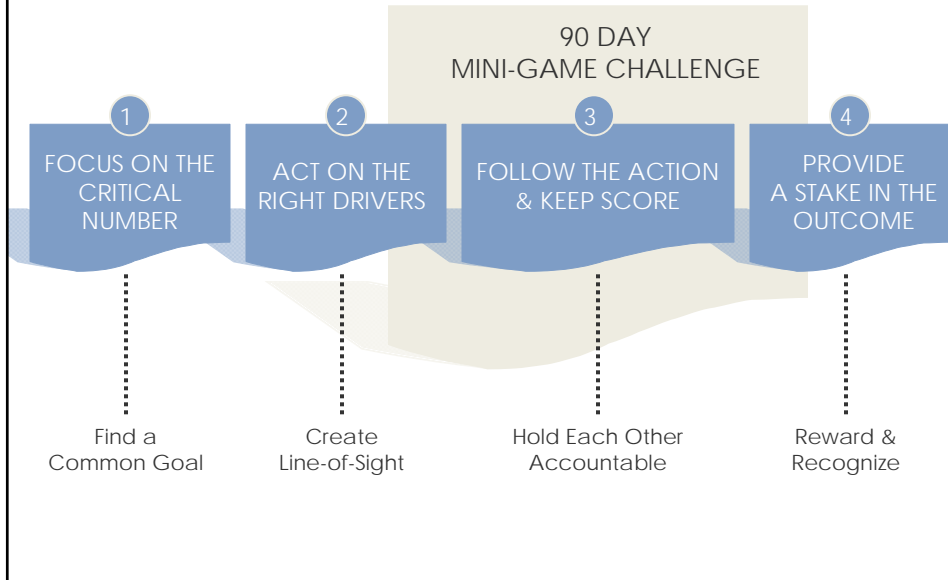 90 DAY
MINI-GAME CHALLENGE
1
FOCUS ON THE
CRITICAL
NUMBER
2
ACT ON THE
RIGHT DRIVERS
3
FOLLOW THE ACTION
& KEEP SCORE
4
PROVIDE
A STAKE IN THE
OUTCOME
Find a
Common Goal
Create
Line-of-Sight
Hold Each Other
Accountable
Reward &
Recognize